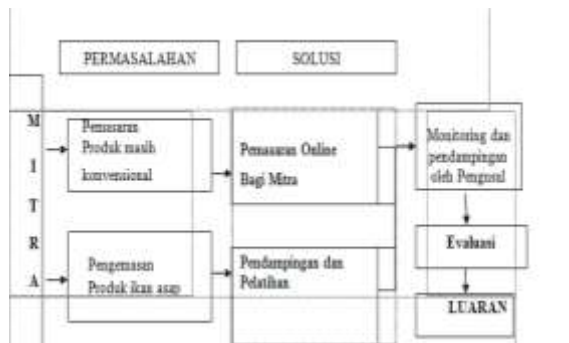 PERMASALAHAN
SOLUSI
M
I
T
R
A
Pemasaran
Produk masih
konvensional
Pemasaran Online
Bagi Mitra
Monitoring dan
pendampingan
oleh Pengusul
Pengemasan
Produk ikan asap
Pendampingan dan
Pelatihan
Evaluasi
LUARAN